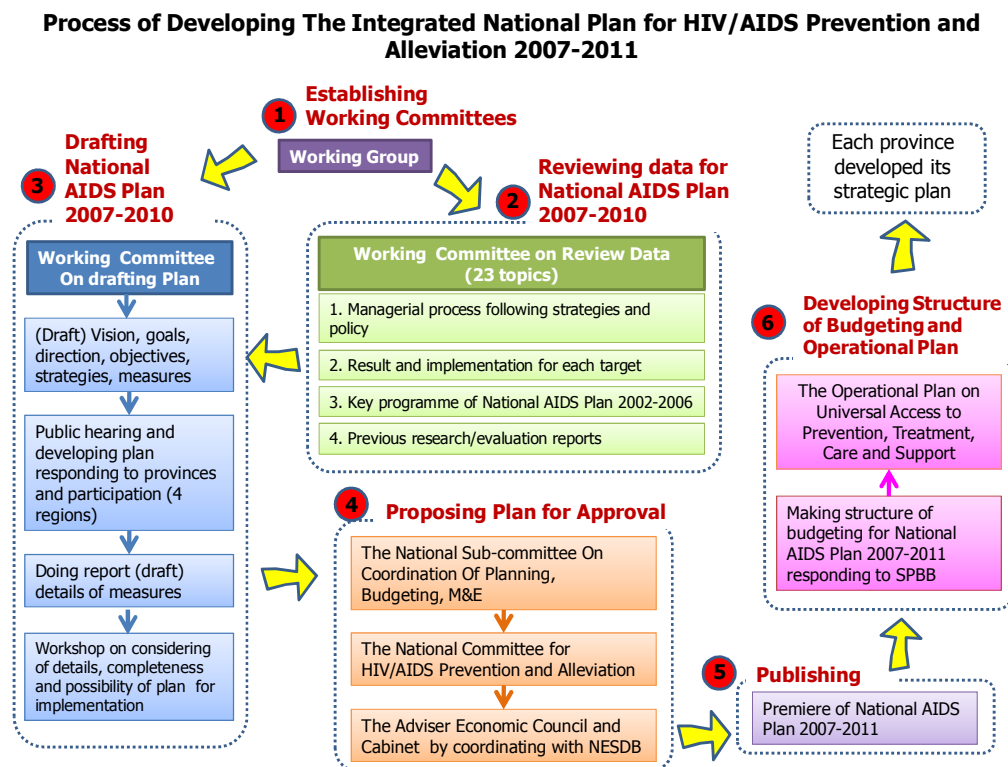 Process of Developing The Integrated National Plan for HIV/AIDS Prevention and
Alleviation 2007-2011
1
Establishing
Working Committees
Working Group
3
Drafting
National
AIDS Plan
2007-2010
Working Committee
On drafting Plan
(Draft) Vision, goals,
direction, objectives,
strategies, measures
Public hearing and
developing plan
responding to provinces
and participation (4
regions)
Doing report (draft)
details of measures
Workshop on considering
of details, completeness
and possibility of plan for
implementation
2
Reviewing data for
National AIDS Plan
2007-2010
Working Committee on Review Data
(23 topics)
1. Managerial process following strategies and
policy
2. Result and implementation for each target
3. Key programme of National AIDS Plan 2002-2006
4. Previous research/evaluation reports
4
Proposing Plan for Approval
The National Sub-committee On
Coordination Of Planning,
Budgeting, M&E
The National Committee for
HIV/AIDS Prevention and Alleviation
The Adviser Economic Council and
Cabinet by coordinating with NESDB
5
Publishing
Premiere of National AIDS
Plan 2007-2011
6
Developing Structure
of Budgeting and
Operational Plan
The Operational Plan on
Universal Access to
Prevention, Treatment,
Care and Support
Making structure of
budgeting for National
AIDS Plan 2007-2011
responding to SPBB
Each province
developed its
strategic plan